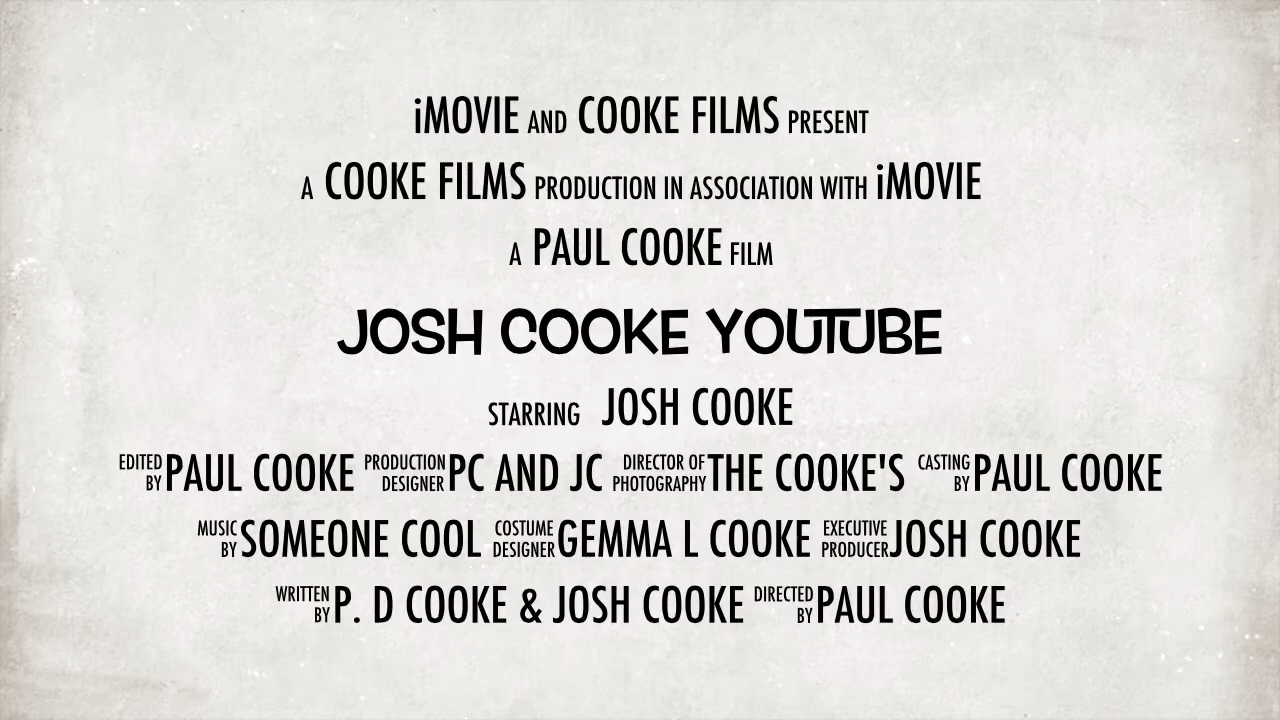 iMOVIE AND COOKE FILMS PRESENT
A COOKE FILMS PRODUCTION IN ASSOCIATION WITH iMOVIE
A PAUL COOKE FILM
JOSH COOKE YOUTUBE
STARRING JOSH COOKE
EDITED BY PAUL COOKE PRODUCTION DESIGNER PC AND JC DIRECTOR OF PHOTOGRAPHY THE COOKE'S CASTING BY PAUL COOKE
MUSIC BY SOMEONE COOL COSTUME DESIGNER GEMMA L COOKE EXECUTIVE PRODUCER JOSH COOKE
WRITTEN BY P. D COOKE & JOSH COOKE DIRECTED BY PAUL COOKE